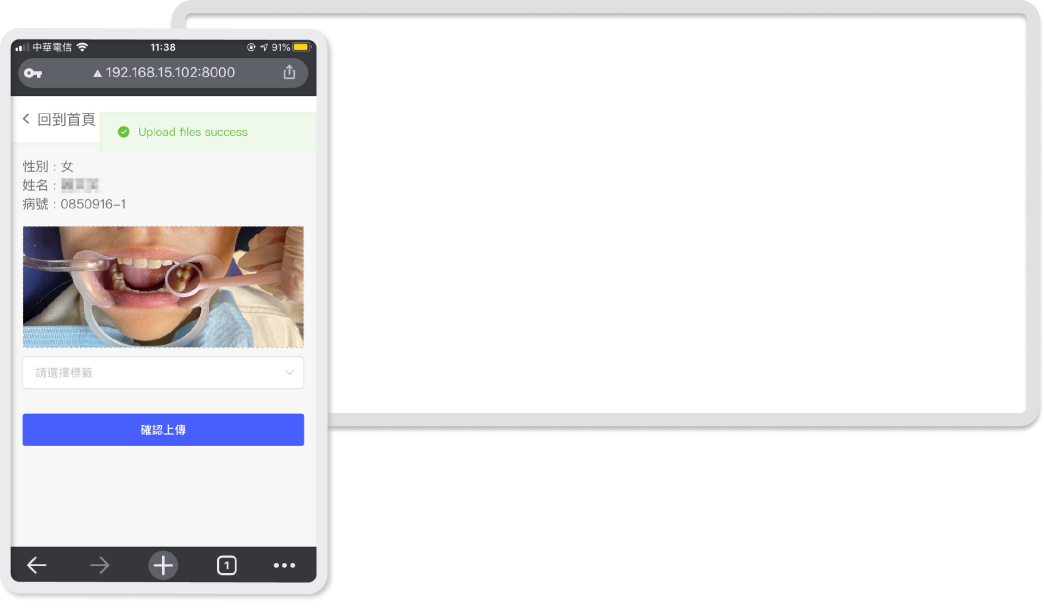 中華電信
11:38
91%
192.168.15.102:8000
回到首頁
Upload files success
性別：女
姓名：
病號：0850916-1
請選擇標籤
確認上傳
1